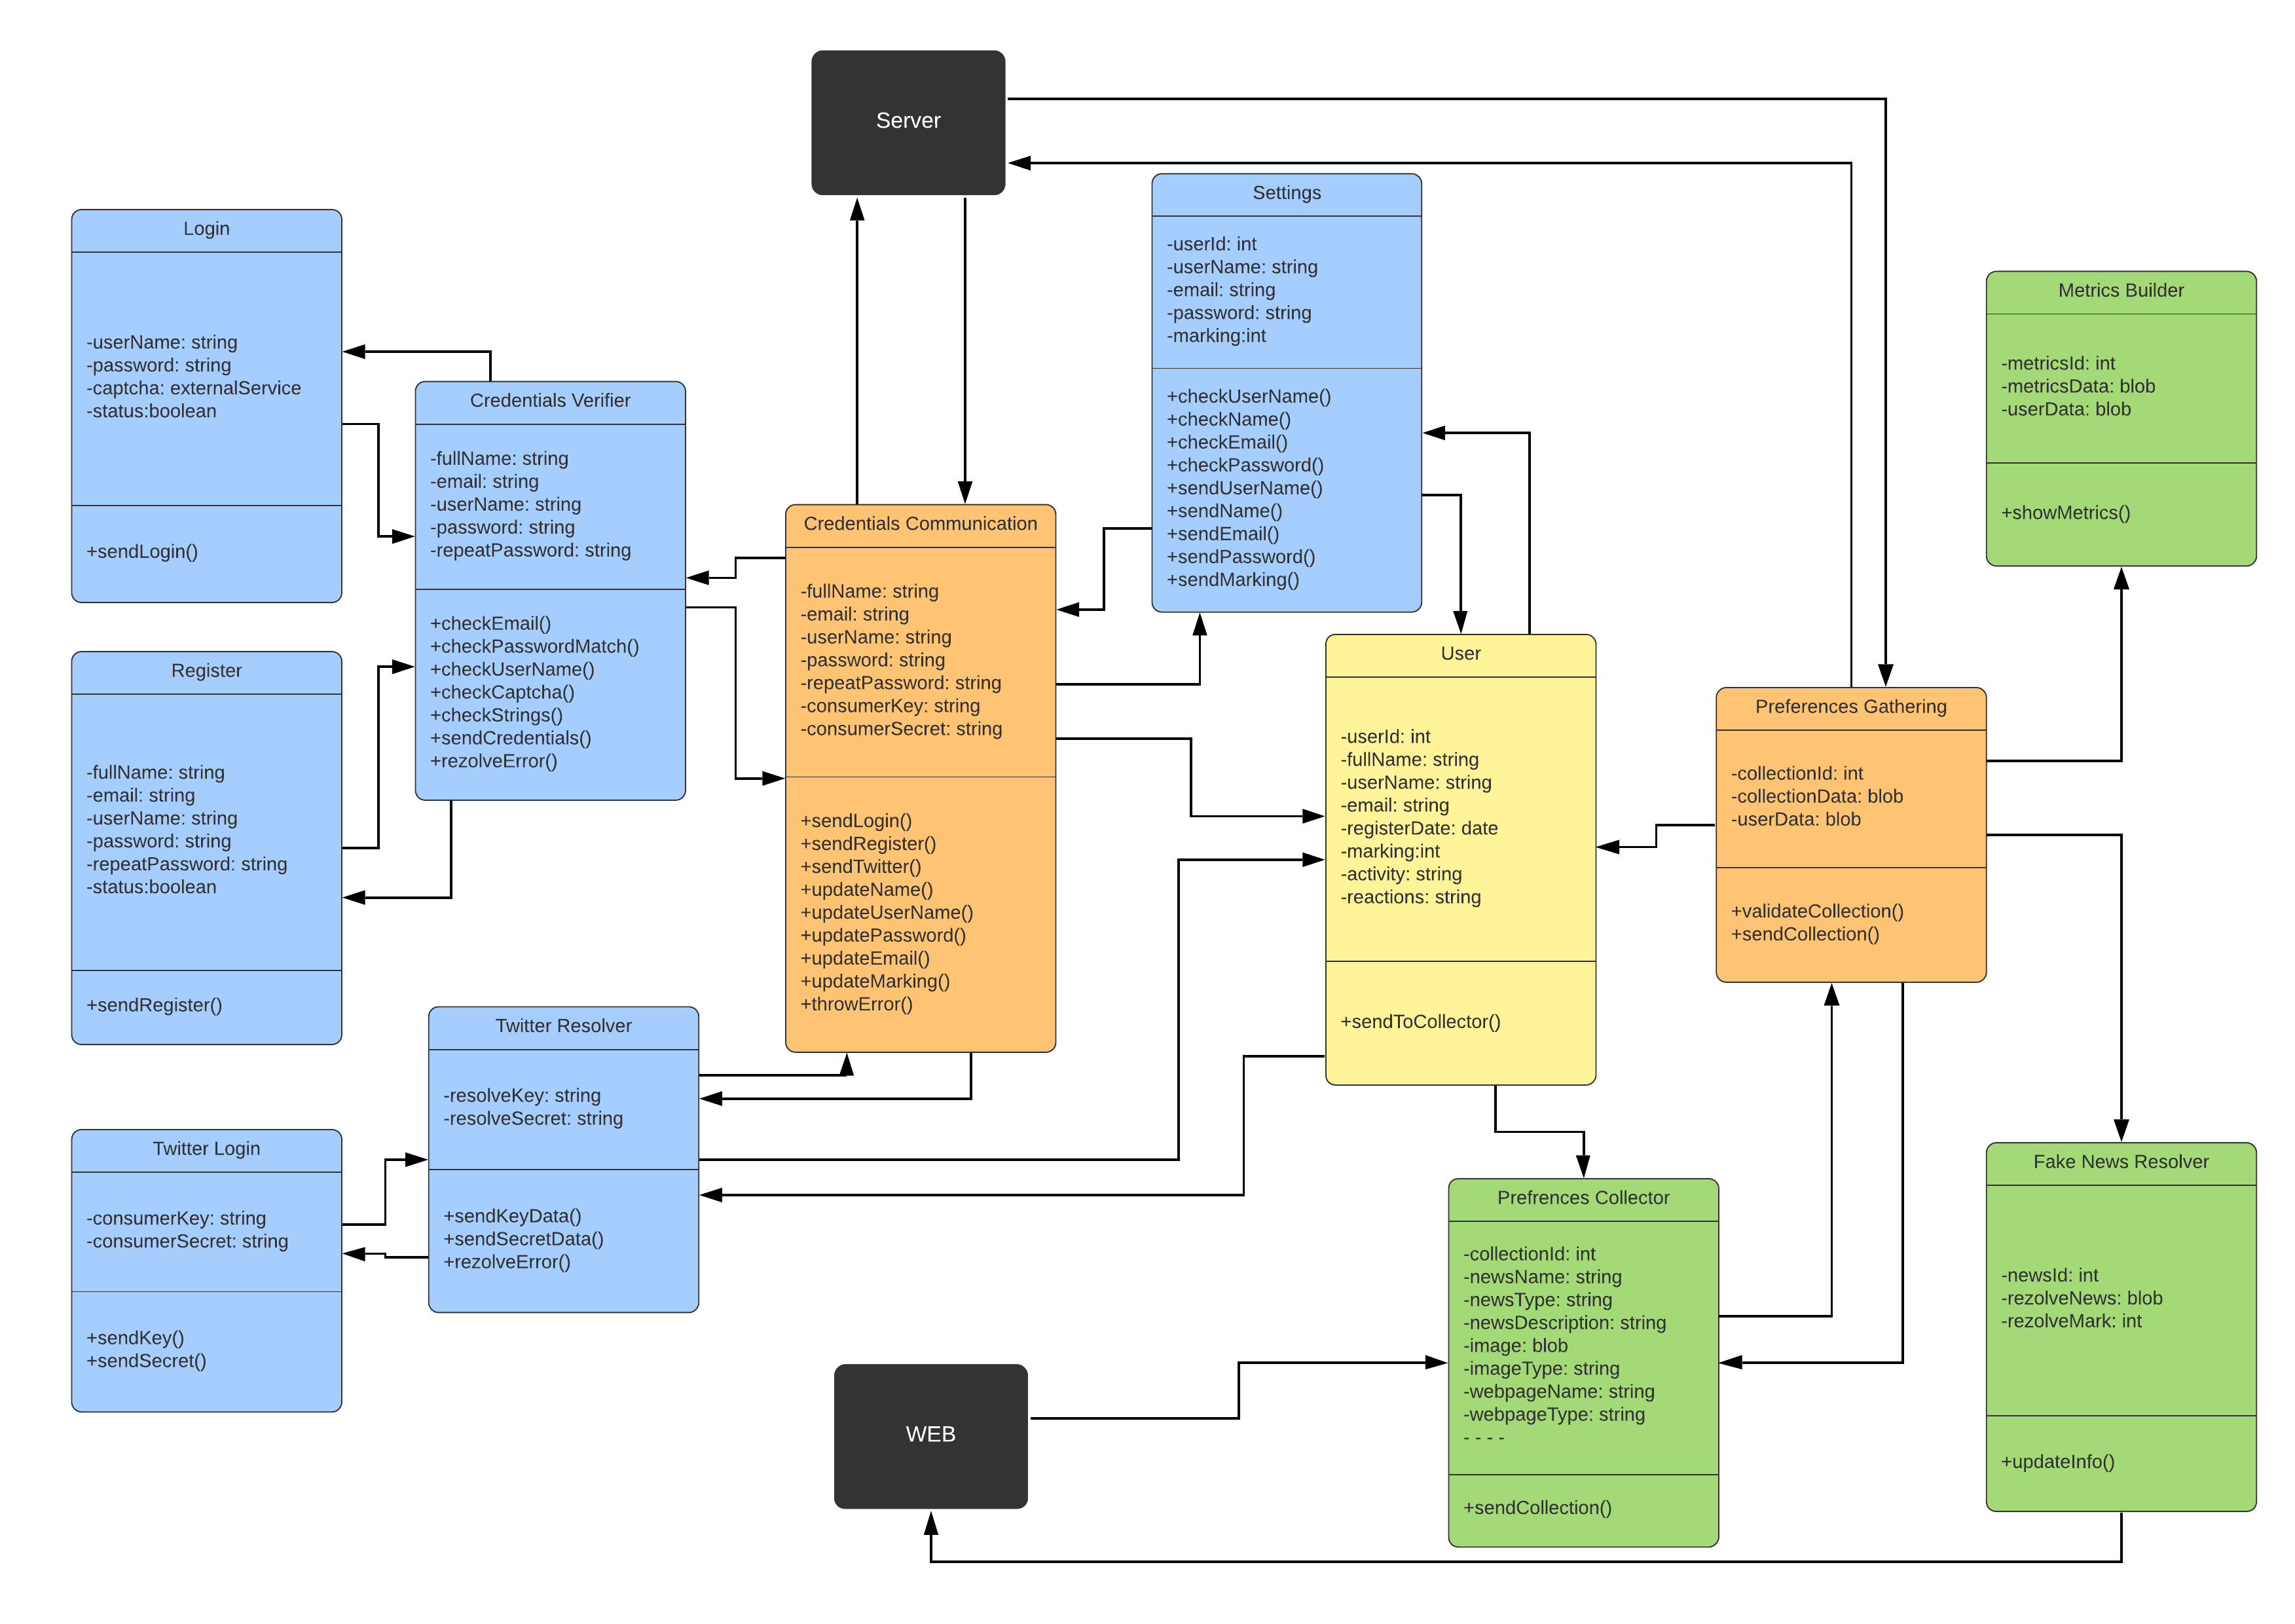 Server
Login
-userName: string
-password: string
-captcha: externalService
-status:boolean
+sendLogin()
Credentials Verifier
-fullName: string
-email: string
-userName: string
-password: string
-repeatPassword: string
+checkEmail()
+checkPasswordMatch()
+checkUserName()
+checkCaptcha()
+checkStrings()
+sendCredentials()
+rezolveError()
Register
-fullName: string
-email: string
-userName: string
-password: string
-repeatPassword: string
-status:boolean
+sendRegister()
Twitter Resolver
-resolveKey: string
-resolveSecret: string
+sendKeyData()
+sendSecretData()
+rezolveError()
Twitter Login
-consumerKey: string
-consumerSecret: string
+sendKey()
+sendSecret()
Credentials Communication
-fullName: string
-email: string
-userName: string
-password: string
-repeatPassword: string
-consumerKey: string
-consumerSecret: string
+sendLogin()
+sendRegister()
+sendTwitter()
+updateName()
+updateUserName()
+updatePassword()
+updateEmail()
+updateMarking()
+throwError()
Settings
-userId: int
-userName: string
-email: string
-password: string
-marking:int
+checkUserName()
+checkName()
+checkEmail()
+checkPassword()
+sendUserName()
+sendName()
+sendEmail()
+sendPassword()
+sendMarking()
User
-userId: int
-fullName: string
-userName: string
-email: string
-registerDate: date
-marking:int
-activity: string
-reactions: string
+sendToCollector()
Preferences Gathering
-collectionId: int
-collectionData: blob
-userData: blob
+validateCollection()
+sendCollection()
Metrics Builder
-metricsId: int
-metricsData: blob
-userData: blob
+showMetrics()
Prefrences Collector
-collectionId: int
-newsName: string
-newsType: string
-newsDescription: string
-image: blob
-imageType: string
-webpageName: string
-webpageType: string
- - - -
+sendCollection()
Fake News Resolver
-newsId: int
-rezolveNews: blob
-rezolveMark: int
+updateInfo()
WEB